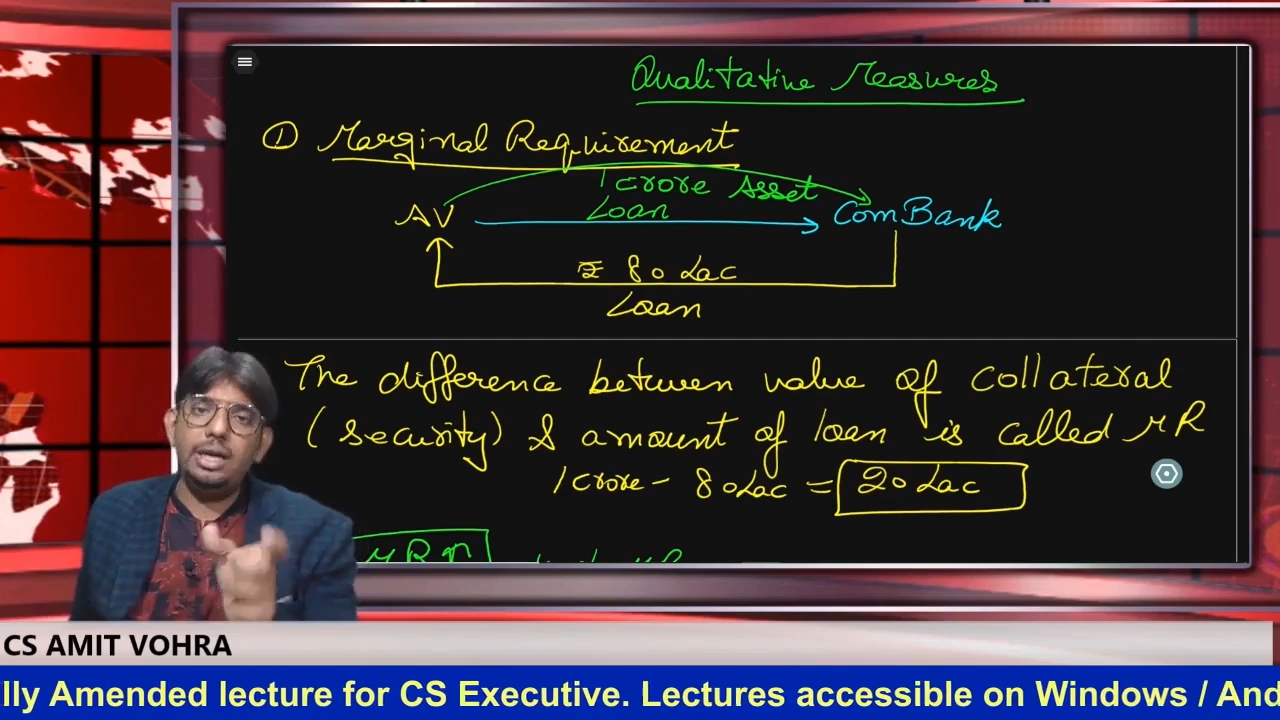 Qualitative Measures
① Marginal Requirement
1 crore Asset
AV Loan Com Bank
₹ 80 Lac
Loan
The difference between value of collateral
(security) & amount of loan is called MR
1 crore - 80 Lac = 20 Lac
MR ↑
CS AMIT VOHRA
lly Amended lecture for CS Executive. Lectures accessible on Windows / And